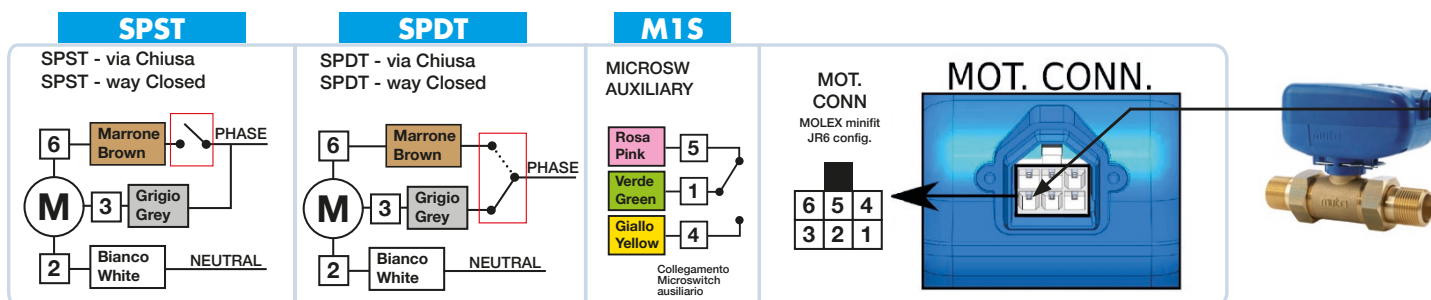 SPST
SPST - via Chiusa
SPST - way Closed
6
Marrone
Brown
PHASE
M
3
Grigio
Grey
2
Bianco
White
NEUTRAL
SPDT
SPDT - via Chiusa
SPDT - way Closed
6
Marrone
Brown
PHASE
M
3
Grigio
Grey
2
Bianco
White
NEUTRAL
M1S
MICROSW
AUXILIARY
Rosa
Pink
5
Verde
Green
1
Giallo
Yellow
4
Collegamento
Microswitch
ausiliario
MOT.
CONN
MOLEX minifit
JR6 config.
6 5 4
3 2 1
MOT. CONN.
mut